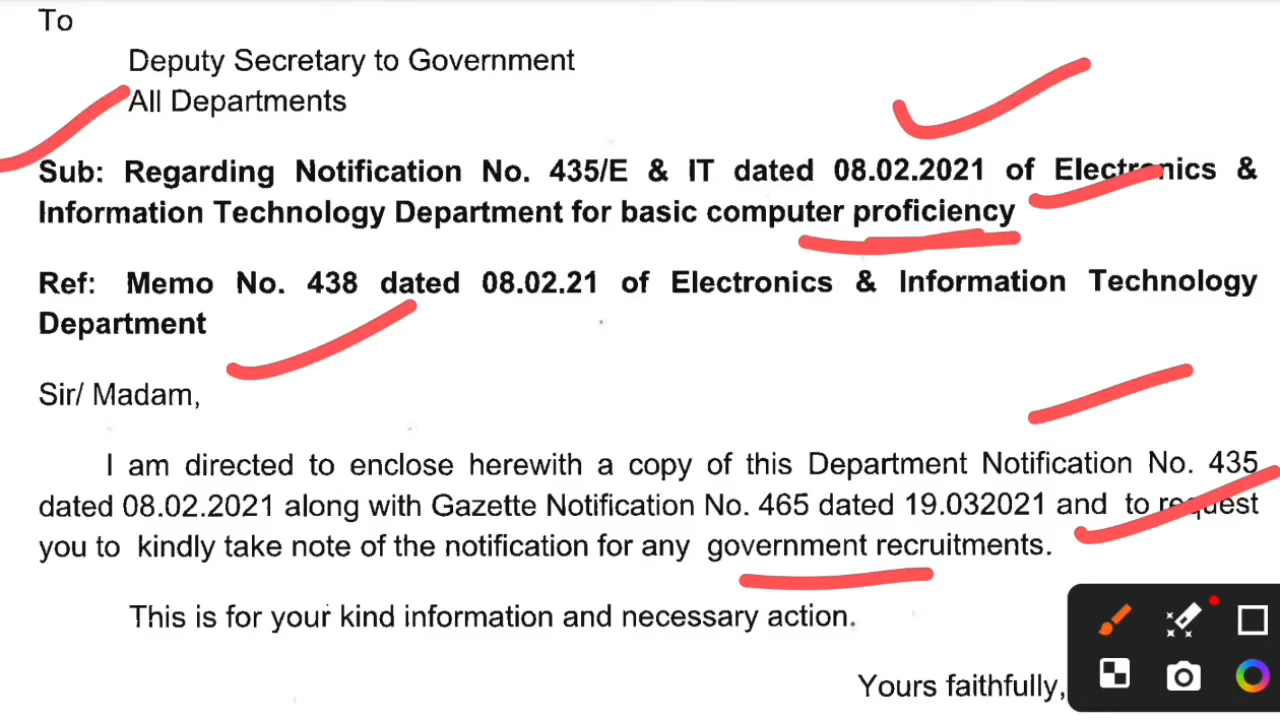 To
Deputy Secretary to Government
All Departments
Sub: Regarding Notification No. 435/E & IT dated 08.02.2021 of Electronics &
Information Technology Department for basic computer proficiency
Ref: Memo No. 438 dated 08.02.21 of Electronics & Information Technology
Department
Sir/ Madam,
I am directed to enclose herewith a copy of this Department Notification No. 435
dated 08.02.2021 along with Gazette Notification No. 465 dated 19.032021 and to request
you to kindly take note of the notification for any government recruitments.
This is for your kind information and necessary action.
Yours faithfully,